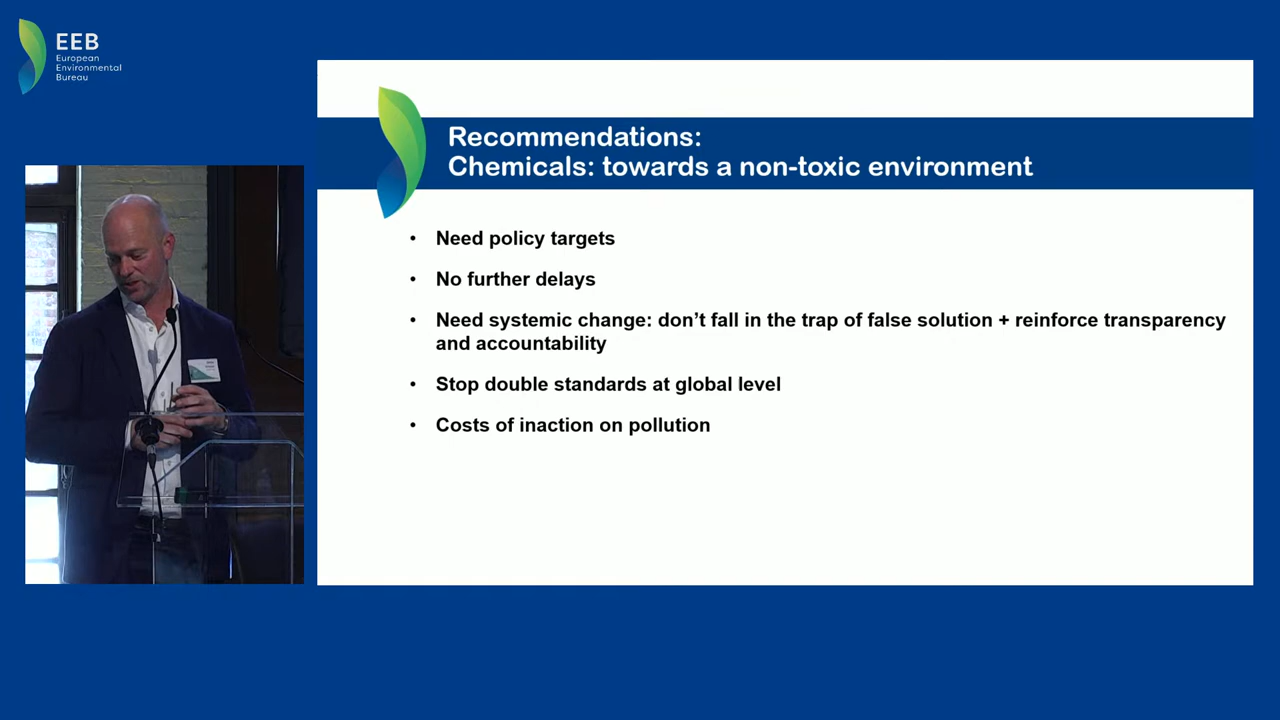 EEB
European
Environmental
Bureau
Recommendations:
Chemicals: towards a non-toxic environment
• Need policy targets
• No further delays
• Need systemic change: don’t fall in the trap of false solution + reinforce transparency
and accountability
• Stop double standards at global level
• Costs of inaction on pollution